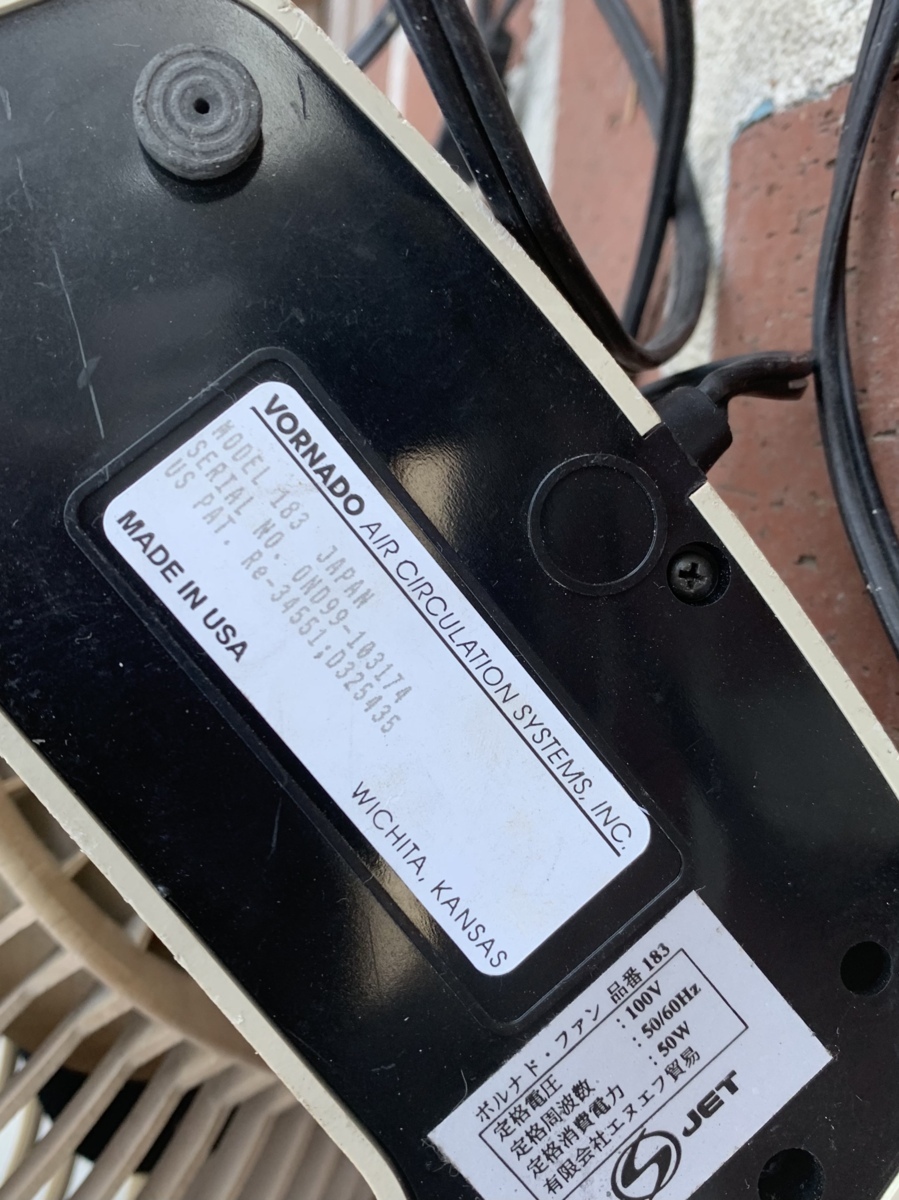 VORNADO AIR CIRCULATION SYSTEMS, INC.
MODEL 183 JAPAN
SERIAL NO. OND99-103174
US PAT. Re-34551;D325435
MADE IN USA
WICHITA, KANSAS
ボルナド・ファン 品番 183
定格電圧 : 100V
定格周波数 : 50/60Hz
定格消費電力 : 50W
有限会社エヌエフ貿易
JET